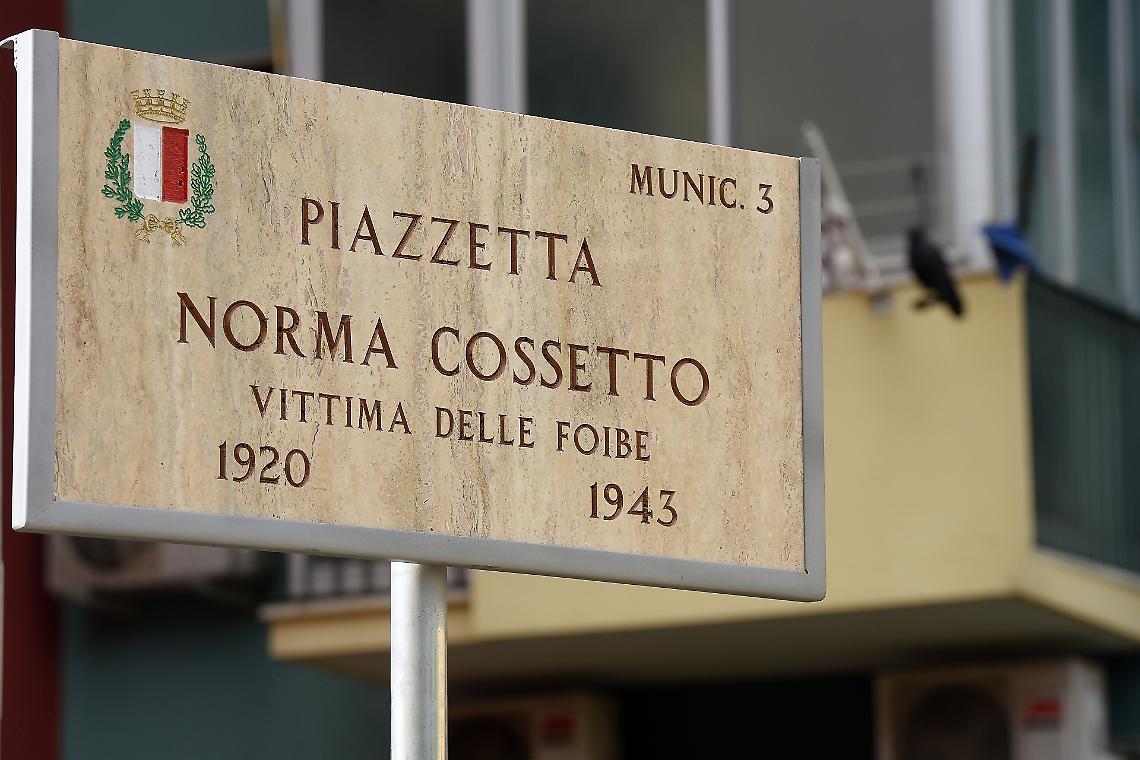 MUNIC. 3
PIAZZETTA
NORMA COSSETTO
VITTIMA DELLE FOIBE
1920 1943